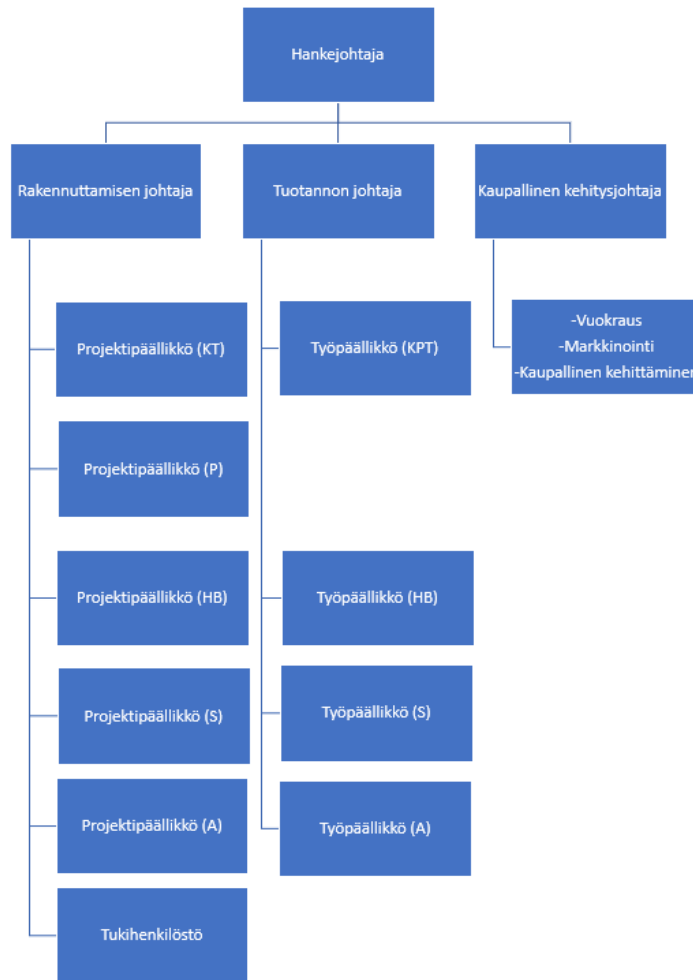 Hankejohtaja
Rakennuttamisen johtaja
Tuotannon johtaja
Kaupallinen kehitysjohtaja
Projektipäällikkö (KT)
Projektipäällikkö (P)
Projektipäällikkö (HB)
Projektipäällikkö (S)
Projektipäällikkö (A)
Tukihenkilöstö
Työpäällikkö (KPT)
Työpäällikkö (HB)
Työpäällikkö (S)
Työpäällikkö (A)
-Vuokraus
-Markkinointi
-Kaupallinen kehittäminen